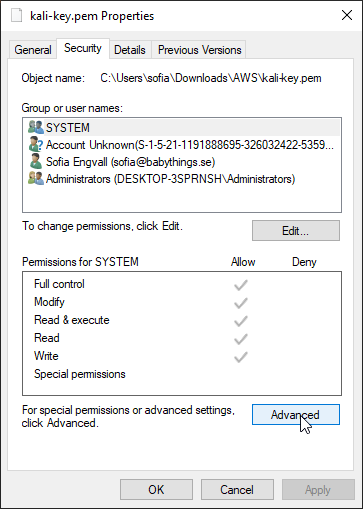 kali-key.pem Properties
General Security Details Previous Versions
Object name: C:\Users\sofia\Downloads\AWS\kali-key.pem
Group or user names:
SYSTEM
Account Unknown(S-1-5-21-1191888695-326032422-5359...
Sofia Engvall (sofia@babythings.se)
Administrators (DESKTOP-3SPRNSH\Administrators)
To change permissions, click Edit. Edit...
Permissions for SYSTEM Allow Deny
Full control
Modify
Read & execute
Read
Write
Special permissions
For special permissions or advanced settings, Advanced
click Advanced.
OK Cancel Apply